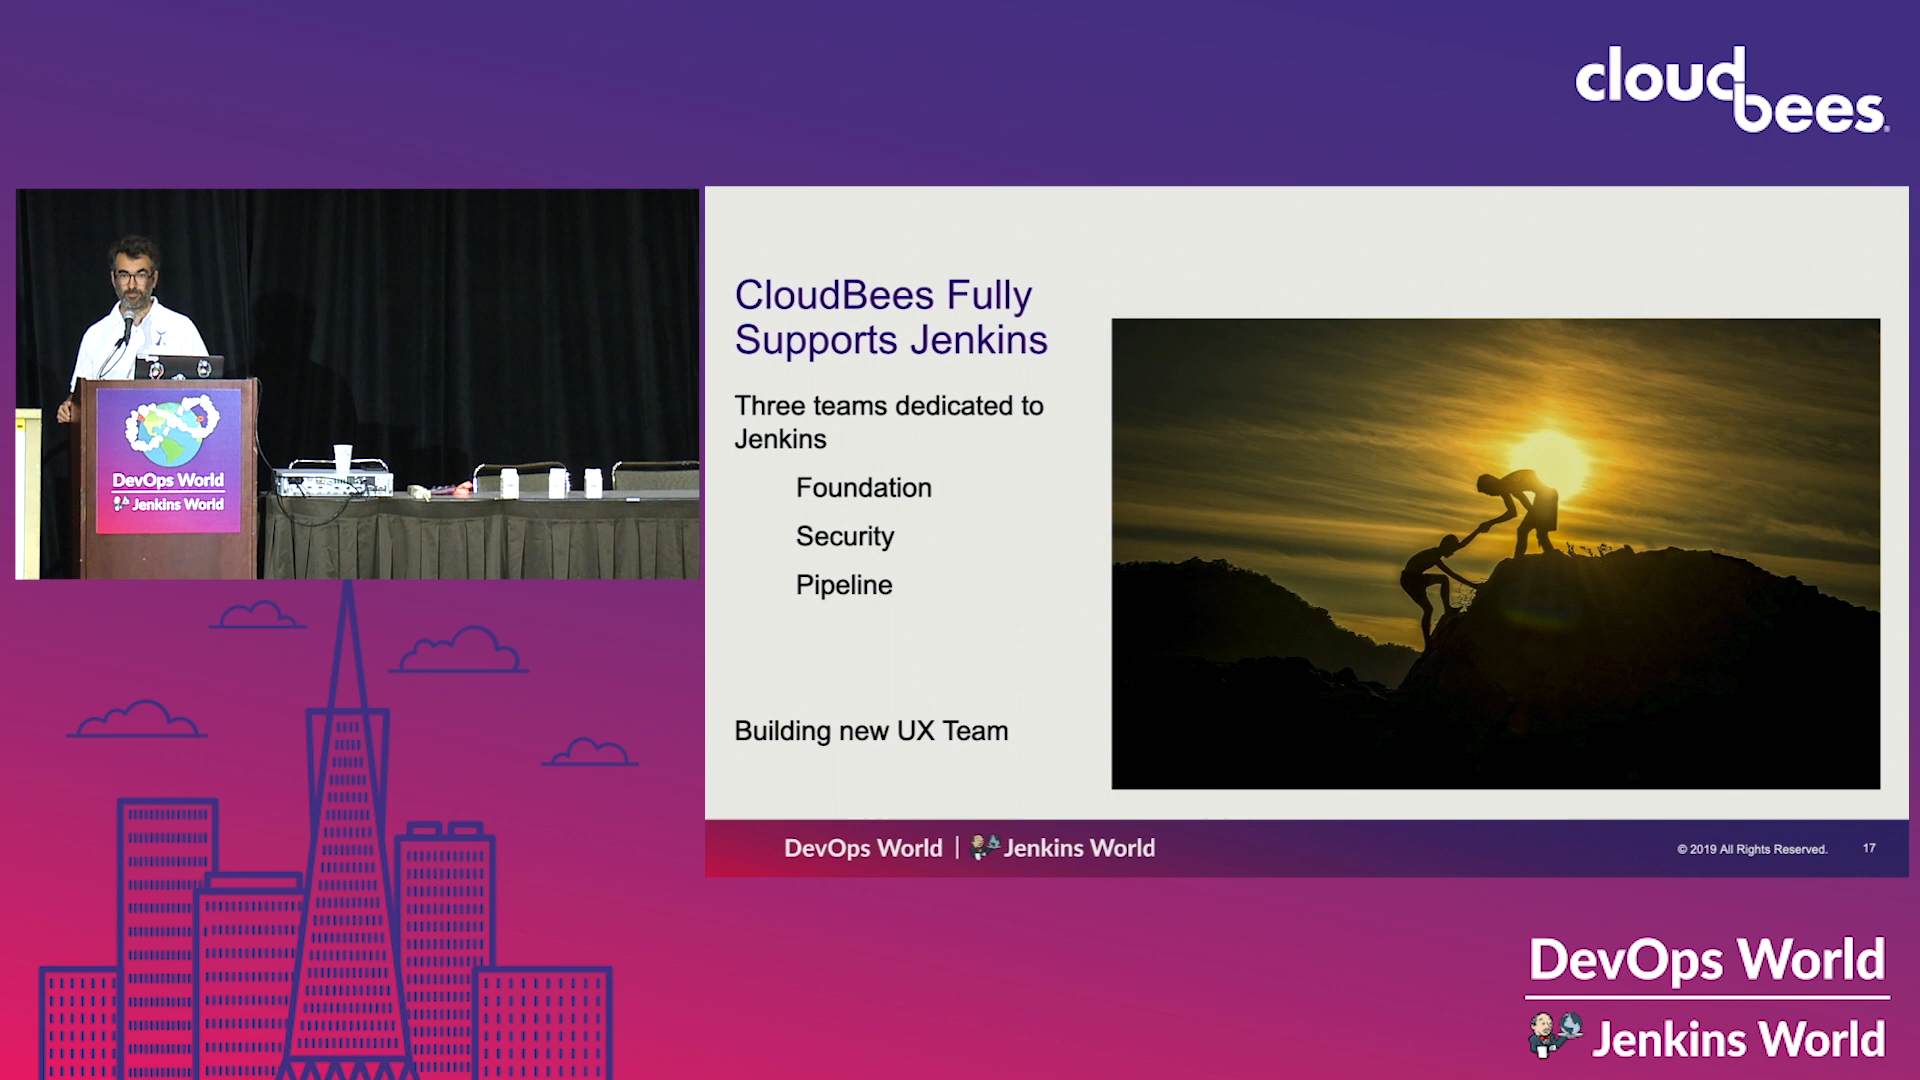 cloudbees®
CloudBees Fully
Supports Jenkins
Three teams dedicated to
Jenkins
Foundation
Security
Pipeline
Building new UX Team
DevOps World | Jenkins World
© 2019 All Rights Reserved.
17
DevOps World
Jenkins World
DevOps World
Jenkins World